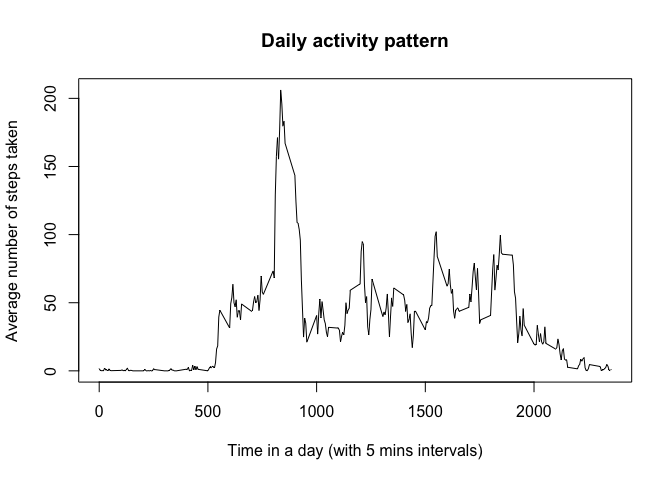 Daily activity pattern
Average number of steps taken
200
150
100
50
0
0 500 1000 1500 2000
Time in a day (with 5 mins intervals)